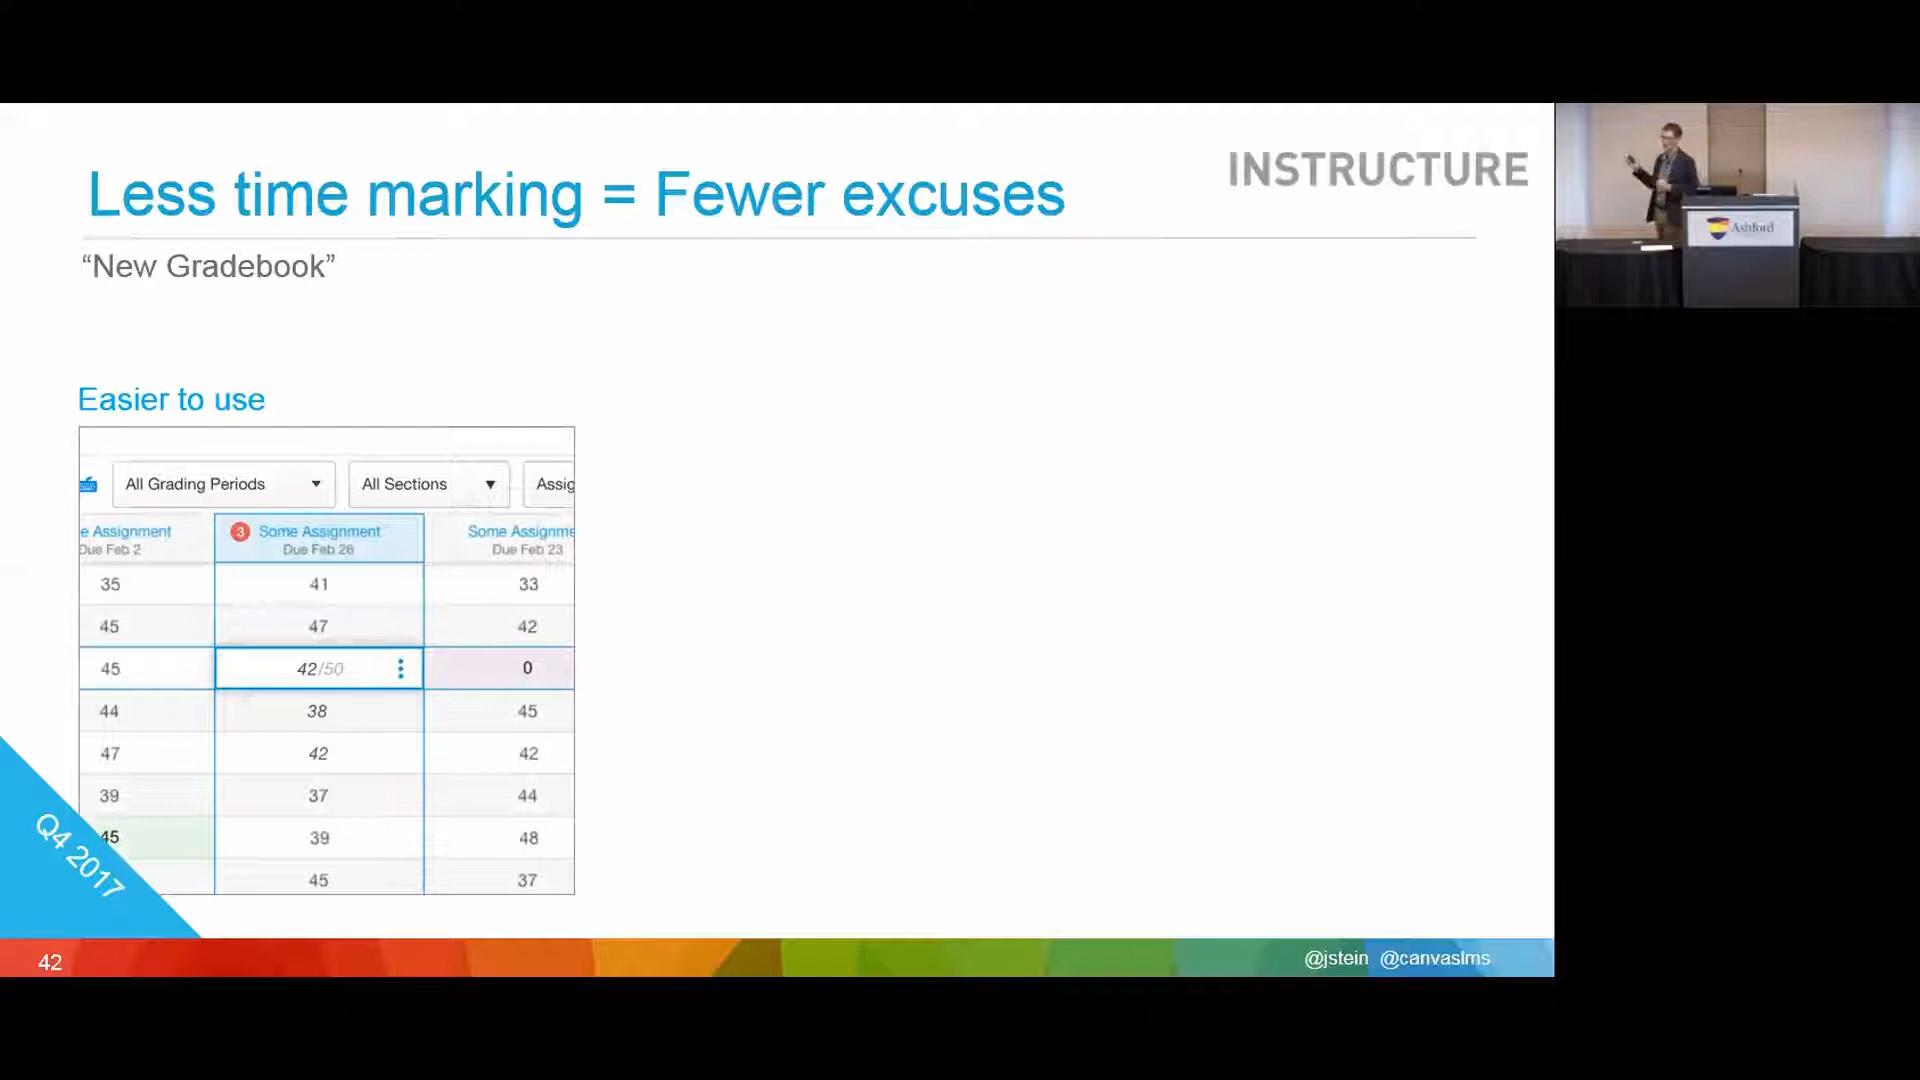 Less time marking = Fewer excuses
INSTRUCTURE
“New Gradebook”
Easier to use
All Grading Periods All Sections Assig
e Assignment 3 Some Assignment Some Assignme
Due Feb 2 Due Feb 26 Due Feb 23
35 41 33
45 47 42
45 42/50 0
44 38 45
47 42 42
39 37 44
45 39 48
45 37
Q4 2017
42
@jstein @canvaslms
Ashford